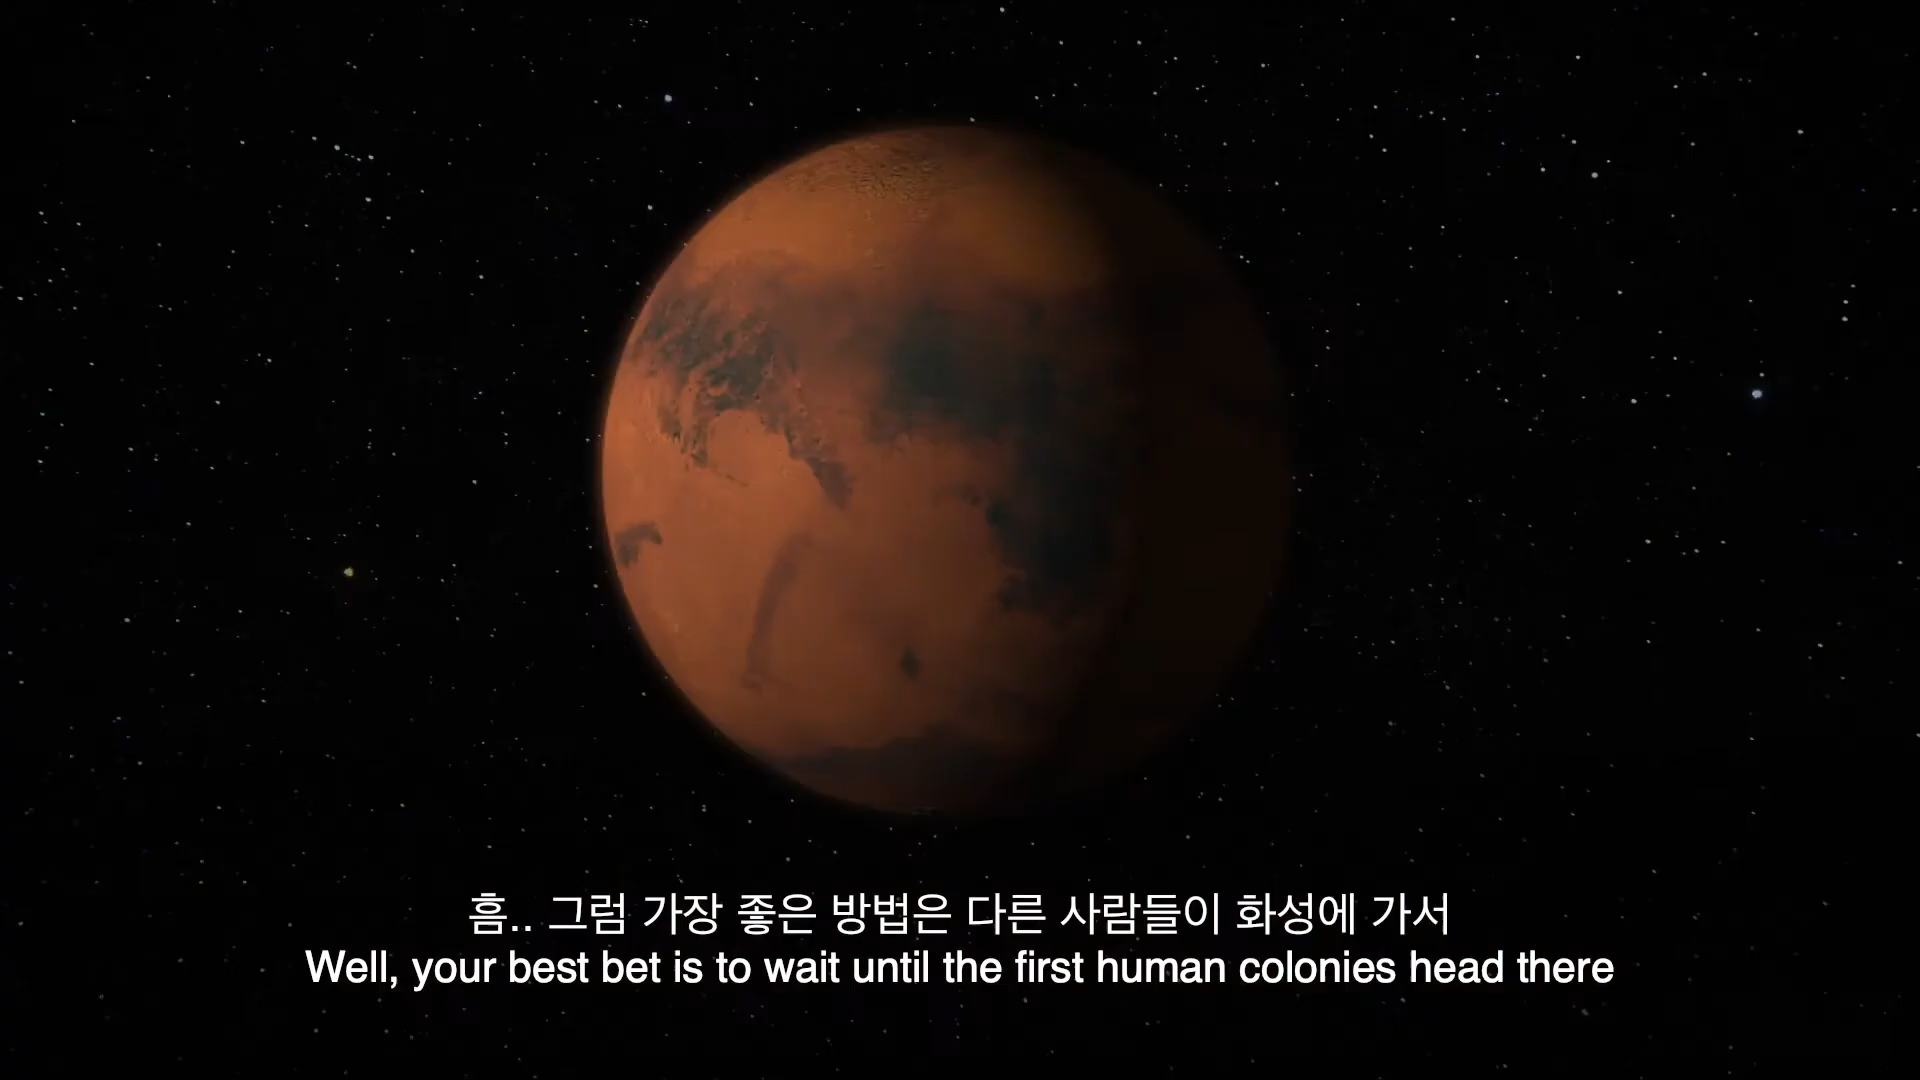 흠.. 그럼 가장 좋은 방법은 다른 사람들이 화성에 가서
Well, your best bet is to wait until the first human colonies head there